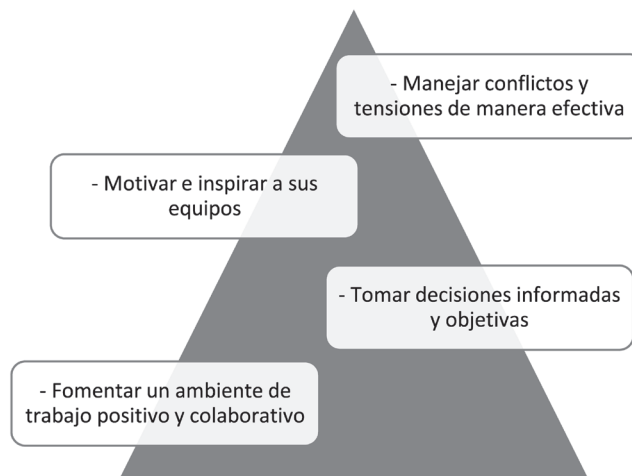 - Manejar conflictos y
tensiones de manera efectiva
- Motivar e inspirar a sus
equipos
- Tomar decisiones informadas
y objetivas
- Fomentar un ambiente de
trabajo positivo y colaborativo